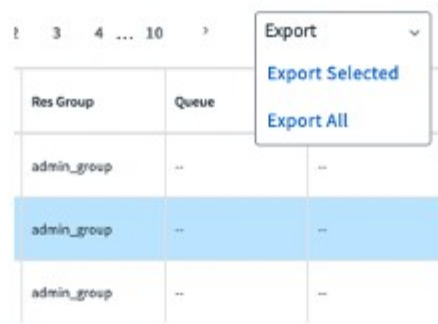 3 4 ... 10 > Export
Export Selected
Export All
Res Group Queue
admin_group -- --
admin_group -- --
admin_group -- --